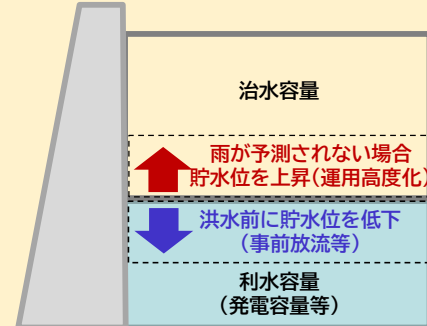 治水容量
雨が予測されない場合
貯水位を上昇(運用高度化)
洪水前に貯水位を低下
(事前放流等)
利水容量
(発電容量等)